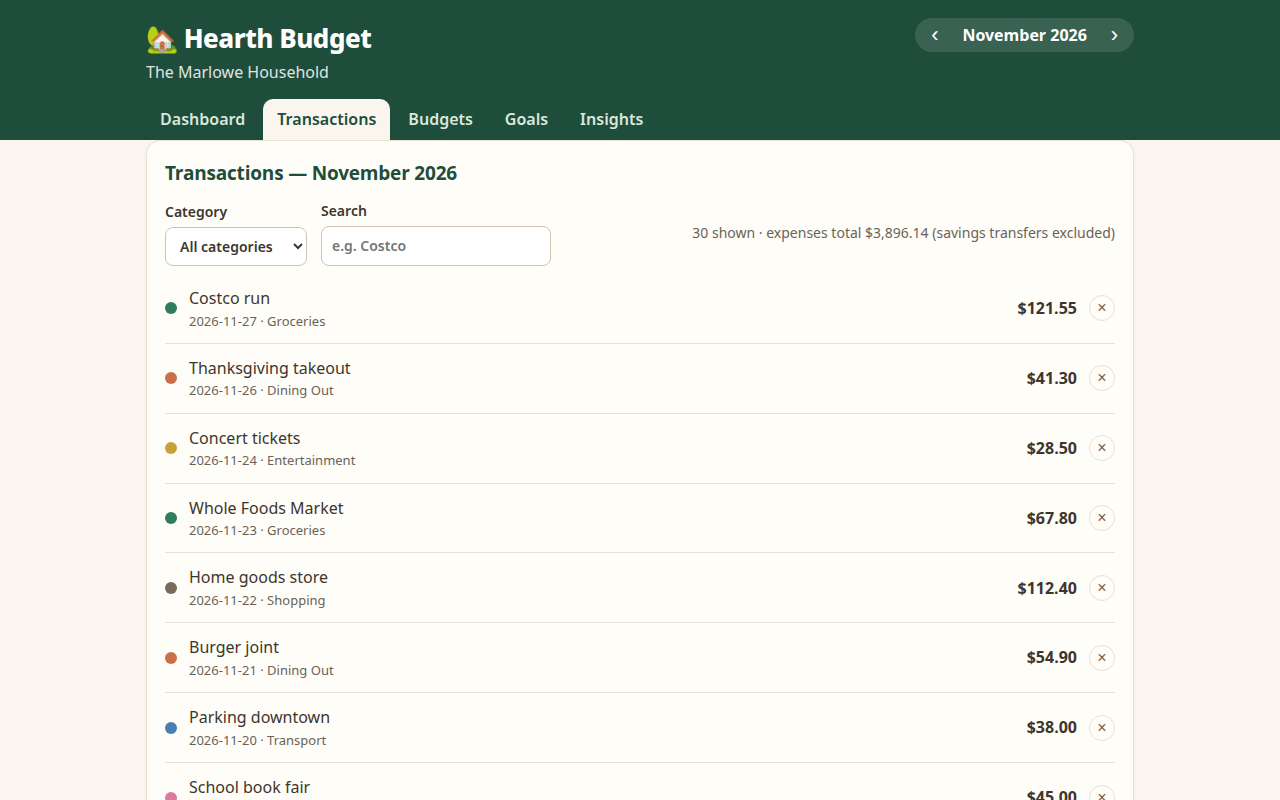 🏡 Hearth Budget
‹ November 2026 ›
The Marlowe Household
Dashboard Transactions Budgets Goals Insights
Transactions — November 2026
Category Search
All categories e.g. Costco
30 shown · expenses total $3,896.14 (savings transfers excluded)
Costco run
2026-11-27 · Groceries
$121.55 ×
Thanksgiving takeout
2026-11-26 · Dining Out
$41.30 ×
Concert tickets
2026-11-24 · Entertainment
$28.50 ×
Whole Foods Market
2026-11-23 · Groceries
$67.80 ×
Home goods store
2026-11-22 · Shopping
$112.40 ×
Burger joint
2026-11-21 · Dining Out
$54.90 ×
Parking downtown
2026-11-20 · Transport
$38.00 ×
School book fair
$45.00 ×